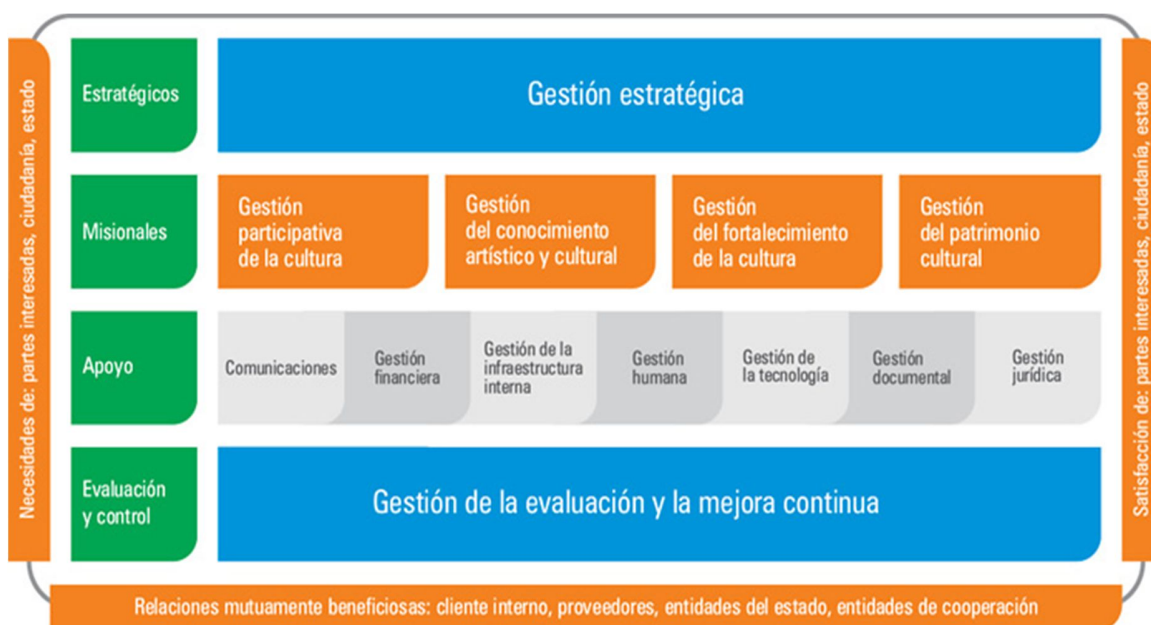 Necesidades de: partes interesadas, ciudadanía, estado
Estratégicos
Gestión estratégica
Misionales
Gestión
participativa
de la cultura
Gestión
del conocimiento
artístico y cultural
Gestión
del fortalecimiento
de la cultura
Gestión
del patrimonio
cultural
Apoyo
Comunicaciones
Gestión
financiera
Gestión de la
infraestructura
interna
Gestión
humana
Gestión de
la tecnología
Gestión
documental
Gestión
jurídica
Evaluación
y control
Gestión de la evaluación y la mejora continua
Satisfacción de: partes interesadas, ciudadanía, estado
Relaciones mutuamente beneficiosas: cliente interno, proveedores, entidades del estado, entidades de cooperación